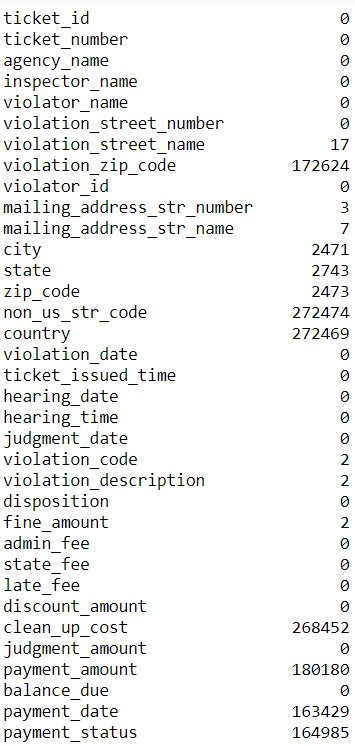 ticket_id 0
ticket_number 0
agency_name 0
inspector_name 0
violator_name 0
violation_street_number 0
violation_street_name 17
violation_zip_code 172624
violator_id 0
mailing_address_str_number 3
mailing_address_str_name 7
city 2471
state 2743
zip_code 2473
non_us_str_code 272474
country 272469
violation_date 0
ticket_issued_time 0
hearing_date 0
hearing_time 0
judgment_date 0
violation_code 2
violation_description 2
disposition 0
fine_amount 2
admin_fee 0
state_fee 0
late_fee 0
discount_amount 0
clean_up_cost 268452
judgment_amount 0
payment_amount 180180
balance_due 0
payment_date 163429
payment_status 164985